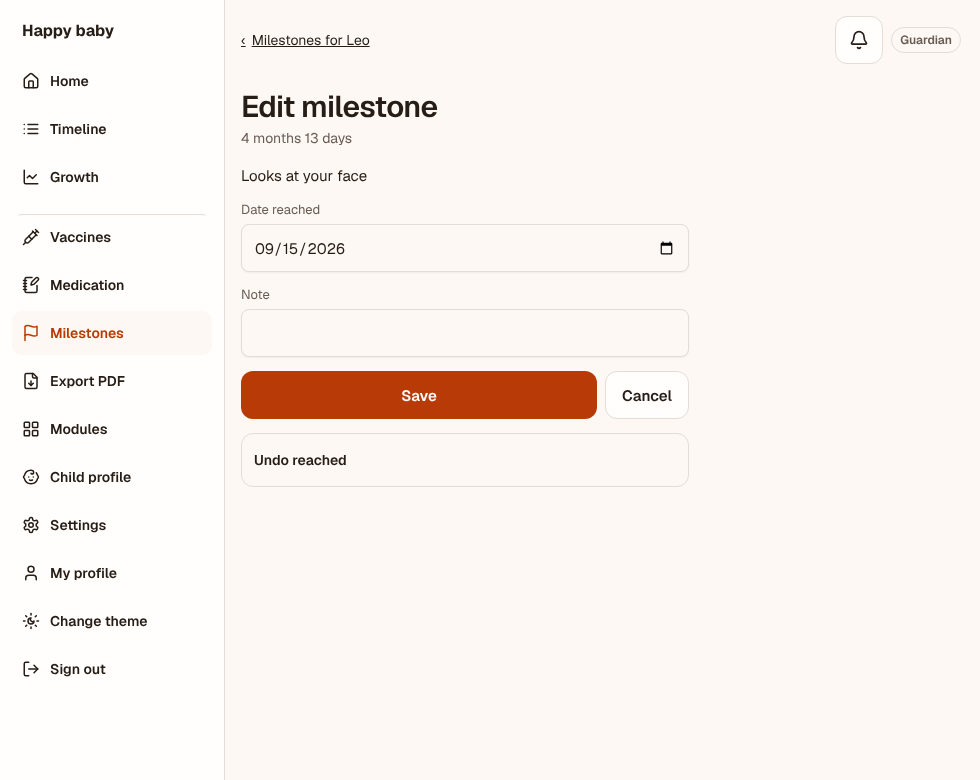 Happy baby
Home
Timeline
Growth
Vaccines
Medication
Milestones
Export PDF
Modules
Child profile
Settings
My profile
Change theme
Sign out
‹ Milestones for Leo
Guardian
Edit milestone
4 months 13 days
Looks at your face
Date reached
09/15/2026
Note
Save
Cancel
Undo reached